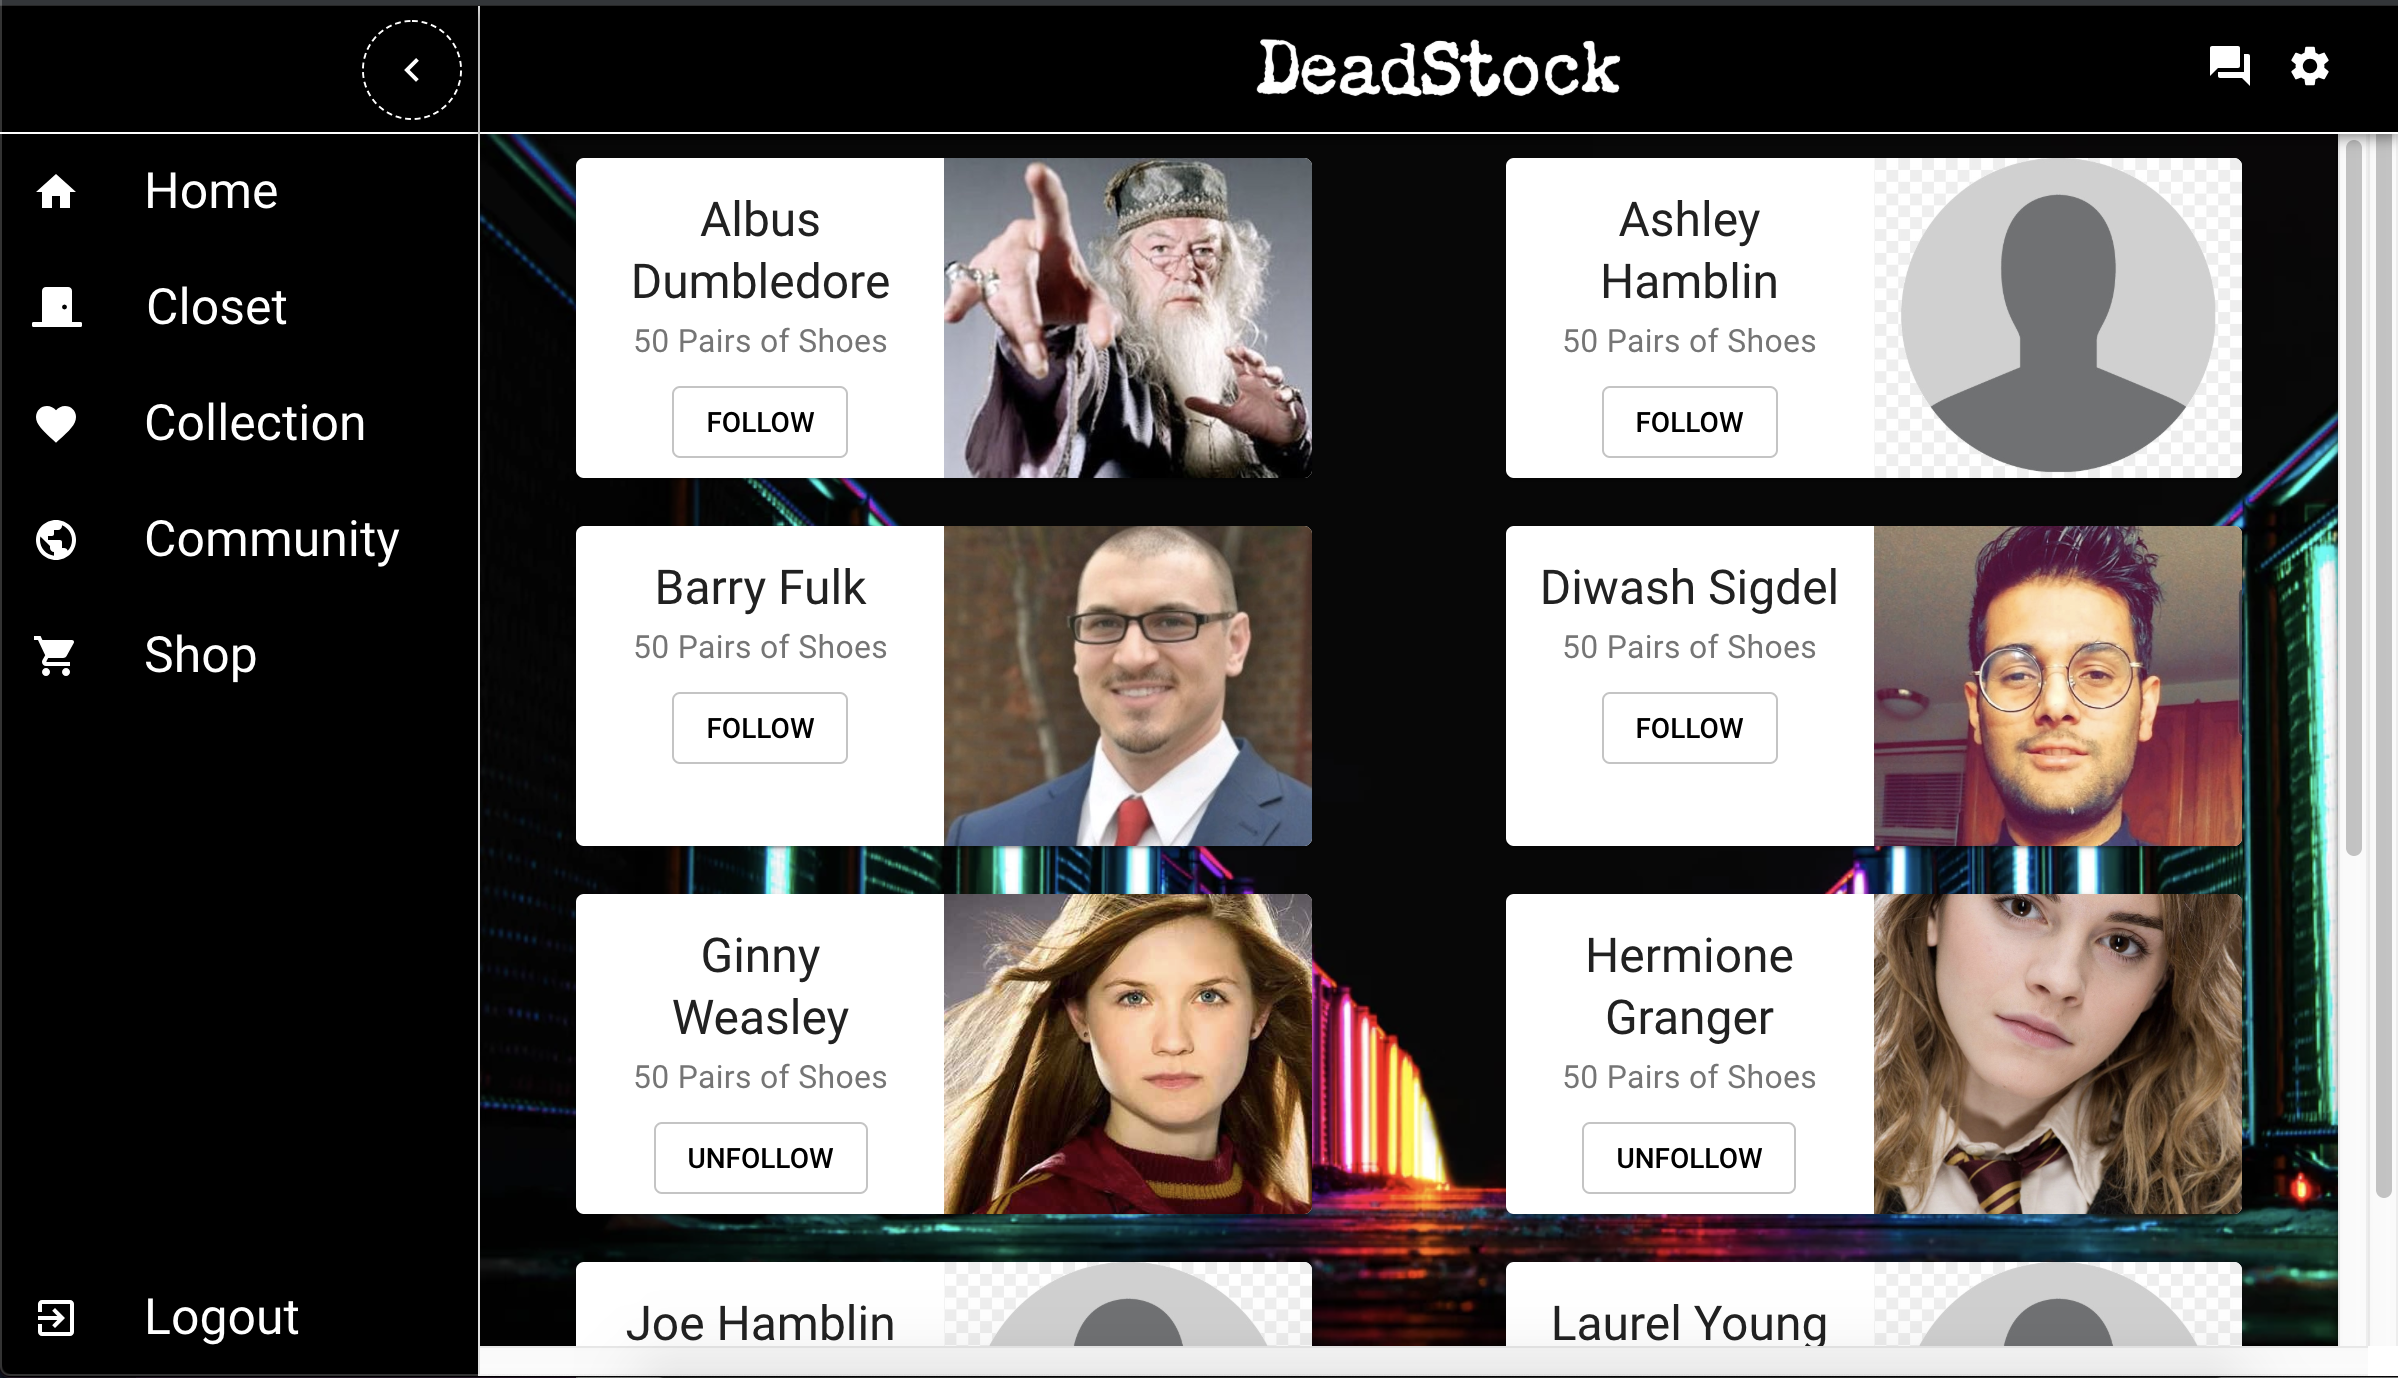 DeadStock
Home
Closet
Collection
Community
Shop
Logout
Albus
Dumbledore
50 Pairs of Shoes
FOLLOW
Ashley
Hamblin
50 Pairs of Shoes
FOLLOW
Barry Fulk
50 Pairs of Shoes
FOLLOW
Diwash Sigdel
50 Pairs of Shoes
FOLLOW
Ginny
Weasley
50 Pairs of Shoes
UNFOLLOW
Hermione
Granger
50 Pairs of Shoes
UNFOLLOW
Joe Hamblin
Laurel Young